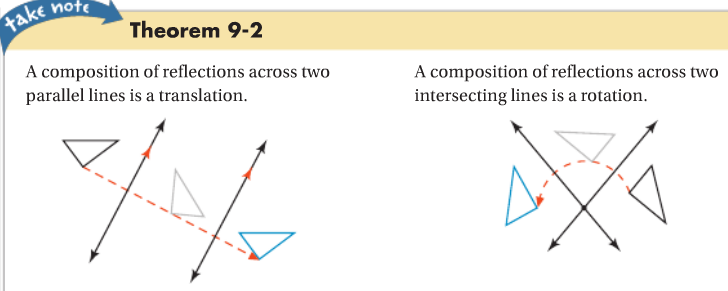 take note
Theorem 9-2
A composition of reflections across two
parallel lines is a translation.
A composition of reflections across two
intersecting lines is a rotation.